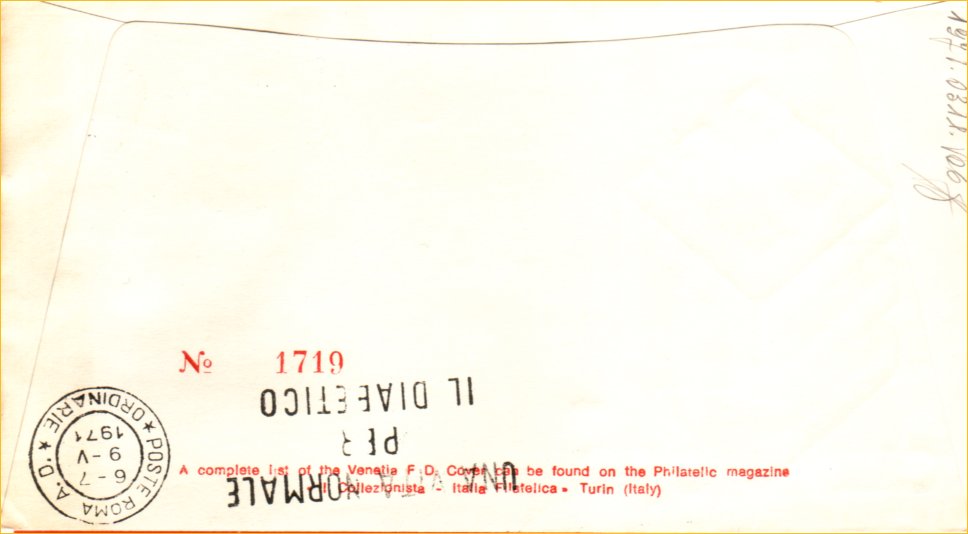 № 1719
A complete list of the Venetia F. D. Cover can be found on the Philatelic magazine
Il Collezionista - Italia Filatelica - Turin (Italy)
UNA VITA NORMALE
PER
IL DIABETICO
* POSTE ROMA A. D. * ORDINARIE
6 - 7
9 - V
1971